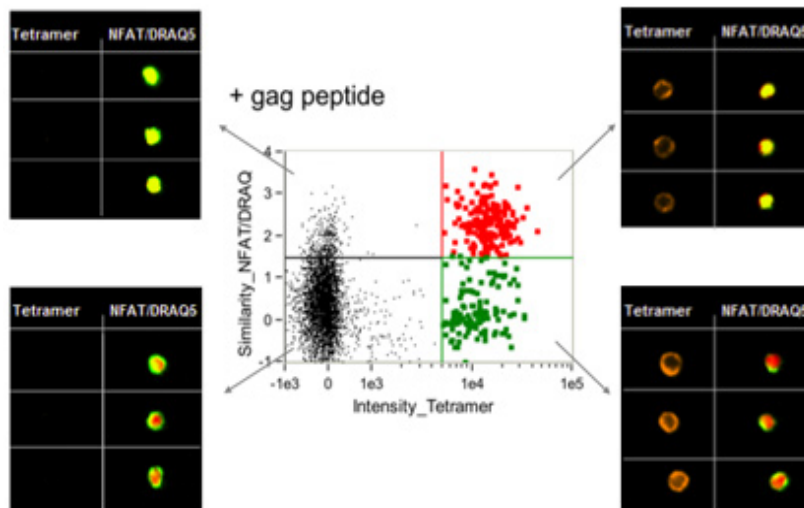 Tetramer NFAT/DRAQ5
Tetramer NFAT/DRAQ5
+ gag peptide
Similarity_NFAT/DRAQ
4
3
2
1
0
-1
-1e3 0 1e3 1e4 1e5
Intensity_Tetramer
Tetramer NFAT/DRAQ5
Tetramer NFAT/DRAQ5